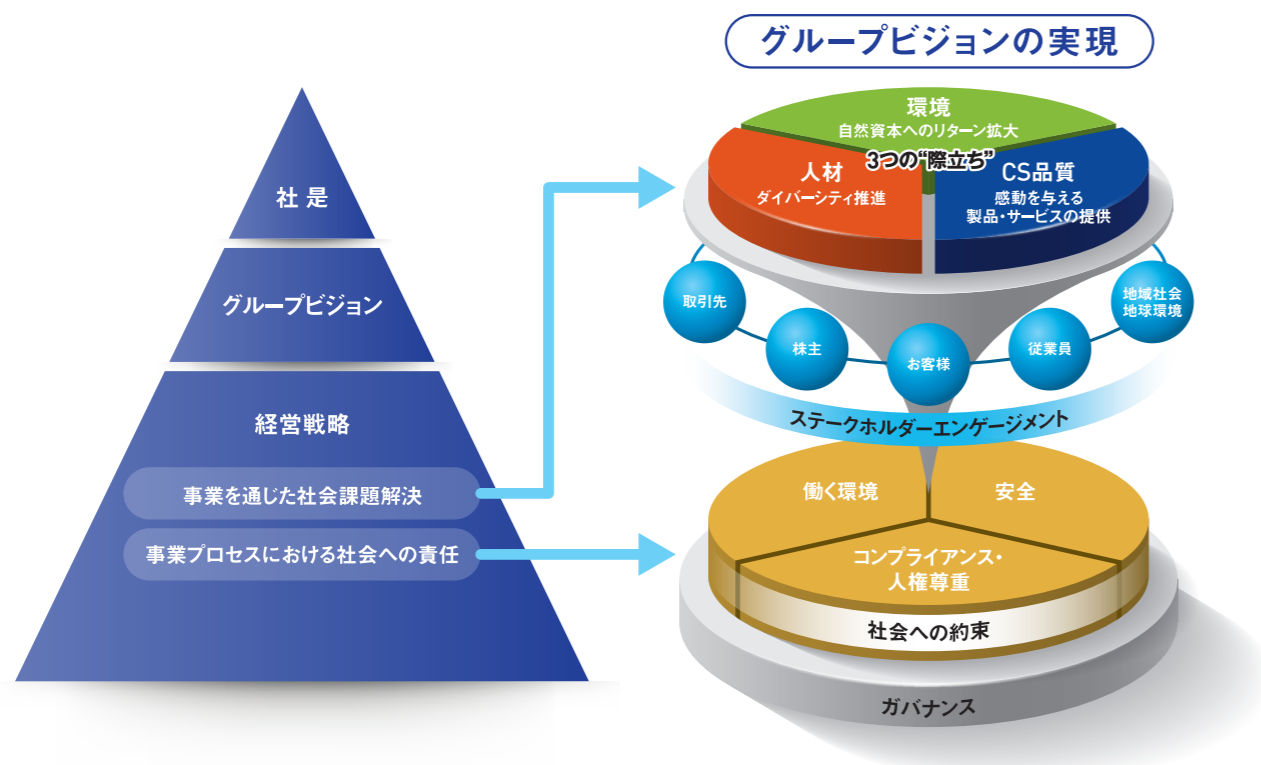 グループビジョンの実現
社是
グループビジョン
経営戦略
事業を通じた社会課題解決
事業プロセスにおける社会への責任
環境
自然資本へのリターン拡大
3つの“際立ち”
人材
ダイバーシティ推進
CS品質
感動を与える
製品・サービスの提供
取引先
株主
お客様
従業員
地域社会
地球環境
ステークホルダーエンゲージメント
働く環境
安全
コンプライアンス・
人権尊重
社会への約束
ガバナンス